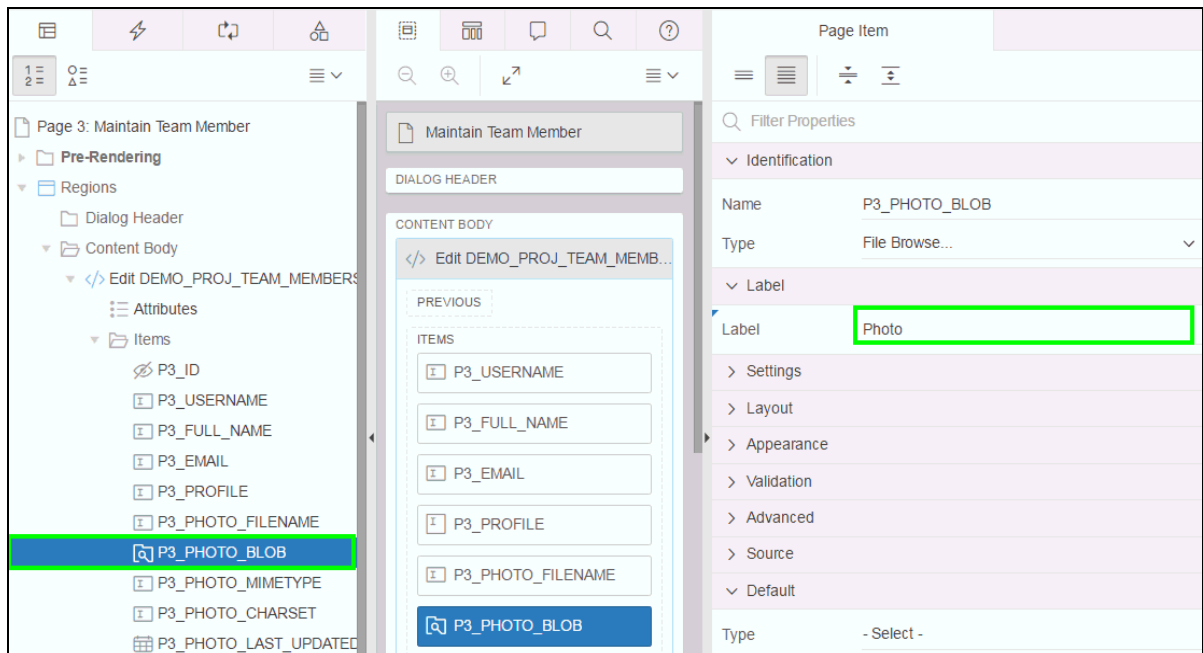 Page 3: Maintain Team Member
Pre-Rendering
Regions
Dialog Header
Content Body
</> Edit DEMO_PROJ_TEAM_MEMBERS
Attributes
Items
P3_ID
P3_USERNAME
P3_FULL_NAME
P3_EMAIL
P3_PROFILE
P3_PHOTO_FILENAME
P3_PHOTO_BLOB
P3_PHOTO_MIMETYPE
P3_PHOTO_CHARSET
P3_PHOTO_LAST_UPDATED
Maintain Team Member
DIALOG HEADER
CONTENT BODY
</> Edit DEMO_PROJ_TEAM_MEMB...
PREVIOUS
ITEMS
P3_USERNAME
P3_FULL_NAME
P3_EMAIL
P3_PROFILE
P3_PHOTO_FILENAME
P3_PHOTO_BLOB
Page Item
Filter Properties
Identification
Name P3_PHOTO_BLOB
Type File Browse...
Label
Label Photo
Settings
Layout
Appearance
Validation
Advanced
Source
Default
Type - Select -